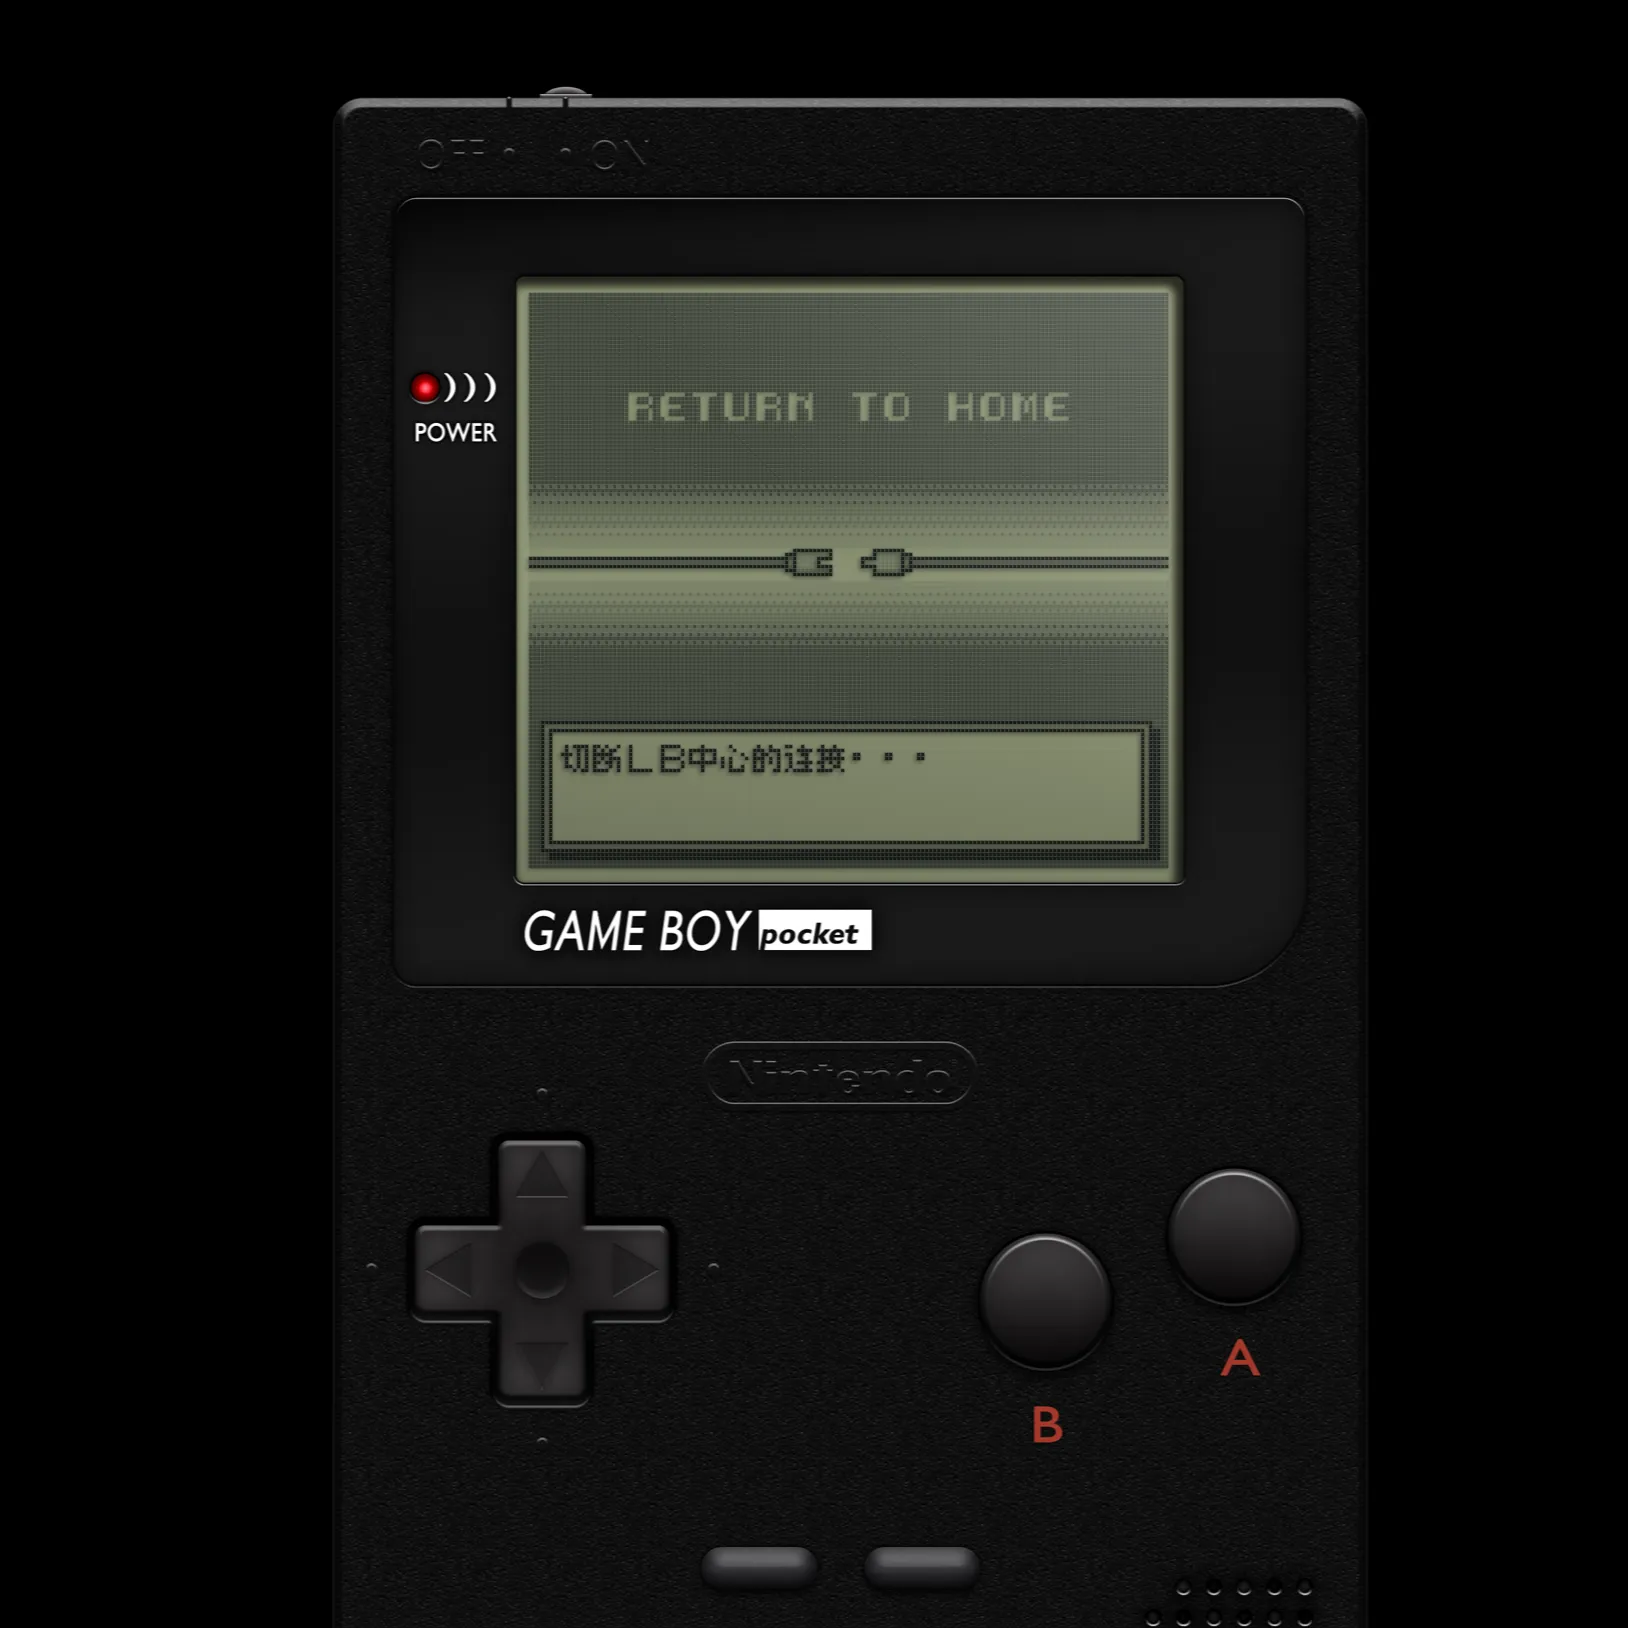 OFF • • ON
RETURN TO HOME
POWER
切断LB中心的连接···
GAME BOY pocket
Nintendo
A
B